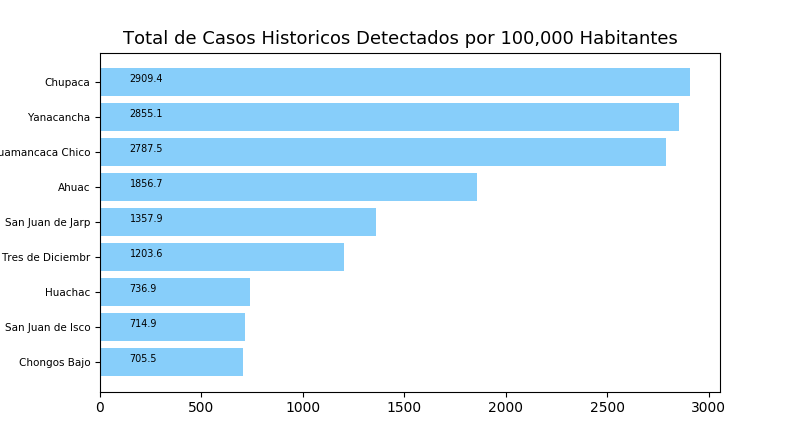 Total de Casos Historicos Detectados por 100,000 Habitantes
Chupaca 2909.4
Yanacancha 2855.1
uamancaca Chico 2787.5
Ahuac 1856.7
San Juan de Jarp 1357.9
Tres de Diciembr 1203.6
Huachac 736.9
San Juan de Isco 714.9
Chongos Bajo 705.5
0 500 1000 1500 2000 2500 3000